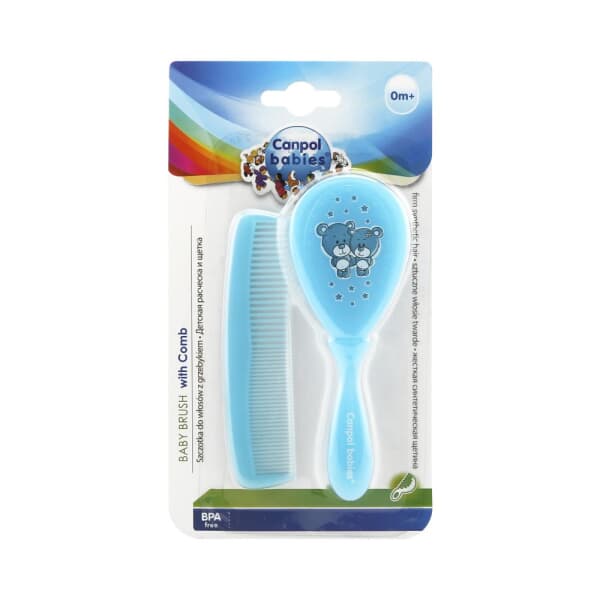 Canpol
babies®
0m+
BABY BRUSH with Comb
Szczotka do włosów z grzebykiem • Детская расческа и щетка
firm synthetic hair • sztuczne włosie twarde • жесткая синтетическая щетина
Canpol babies®
BPA
free